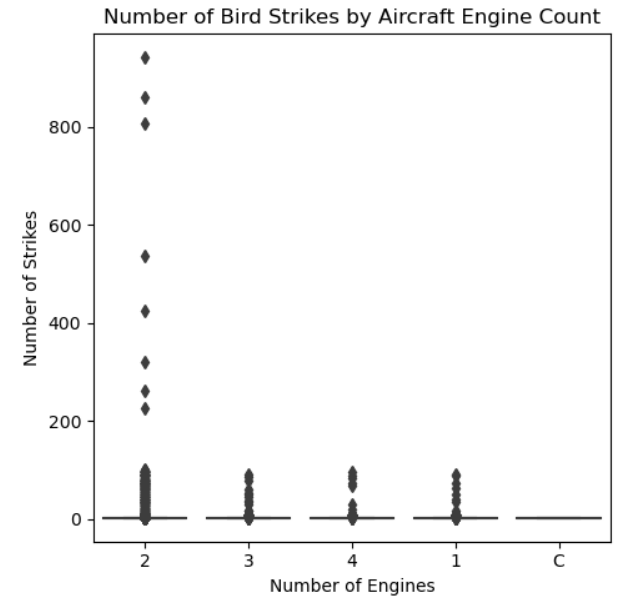 Number of Bird Strikes by Aircraft Engine Count
Number of Strikes
800
600
400
200
0
2 3 4 1 C
Number of Engines